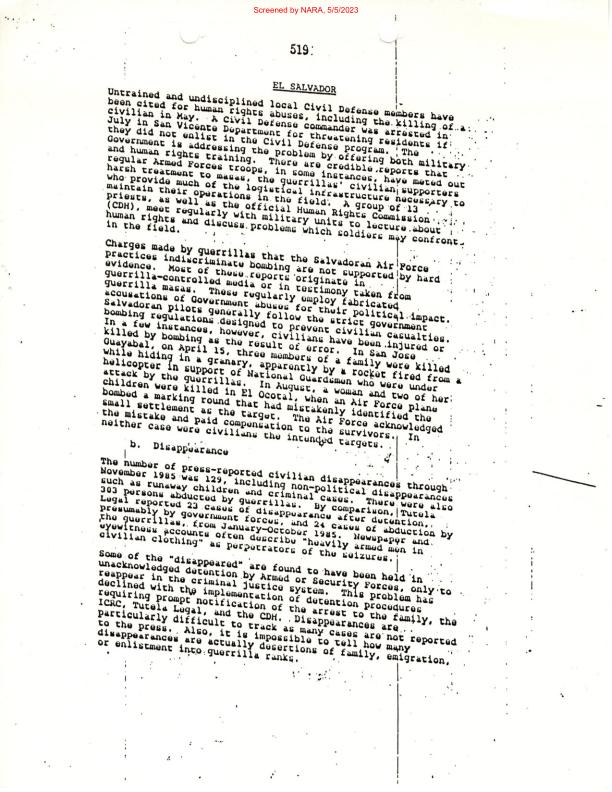 Screened by NARA, 5/5/2023
519
EL SALVADOR
Untrained and undisciplined local Civil Defense members have
been cited for human rights abuses, including the killing of a
civilian in May. A Civil Defense commander was arrested in
July in San Vicente Department for threatening residents if
they did not enlist in the Civil Defense program. The
Government is addressing the problem by offering both military
and human rights training. There are credible reports that
regular Armed Forces troops, in some instances, have meted out
harsh treatment to masas, the guerrillas' civilian supporters
who provide much of the logistical infrastructure necessary to
maintain their operations in the field. A group of 13
priests, as well as the official Human Rights Commission
(CDH), meet regularly with military units to lecture about
human rights and discuss problems which soldiers may confront
in the field.
Charges made by guerrillas that the Salvadoran Air Force
practices indiscriminate bombing are not supported by hard
evidence. Most of these reports originate in
guerrilla-controlled media or in testimony taken from
guerrilla masas. These regularly employ fabricated
accusations of Government abuses for their political impact.
Salvadoran pilots generally follow the strict government
bombing regulations designed to prevent civilian casualties.
In a few instances, however, civilians have been injured or
killed by bombing as the result of error. In San Jose
Guayabal, on April 15, three members of a family were killed
while hiding in a granary, apparently by a rocket fired from a
helicopter in support of National Guardsmen who were under
attack by the guerrillas. In August, a woman and two of her
children were killed in El Ocotal, when an Air Force plane
bombed a marking round that had mistakenly identified the
small settlement as the target. The Air Force acknowledged
the mistake and paid compensation to the survivors. In
neither case were civilians the intended targets.
b. Disappearance
The number of press-reported civilian disappearances through
November 1985 was 129, including non-political disappearances
such as runaway children and criminal cases. There were also
303 persons abducted by guerrillas. By comparison, Tutela
Legal reported 23 cases of disappearance after detention,
presumably by government forces, and 24 cases of abduction by
the guerrillas, from January-October 1985. Newspaper and
eyewitness accounts often describe "heavily armed men in
civilian clothing" as perpetrators of the seizures.
Some of the "disappeared" are found to have been held in
unacknowledged detention by Armed or Security Forces, only to
reappear in the criminal justice system. This problem has
declined with the implementation of detention procedures
requiring prompt notification of the arrest to the family, the
ICRC, Tutela Legal, and the CDH. Disappearances are
particularly difficult to track as many cases are not reported
to the press. Also, it is impossible to tell how many
disappearances are actually desertions of family, emigration,
or enlistment into guerrilla ranks.